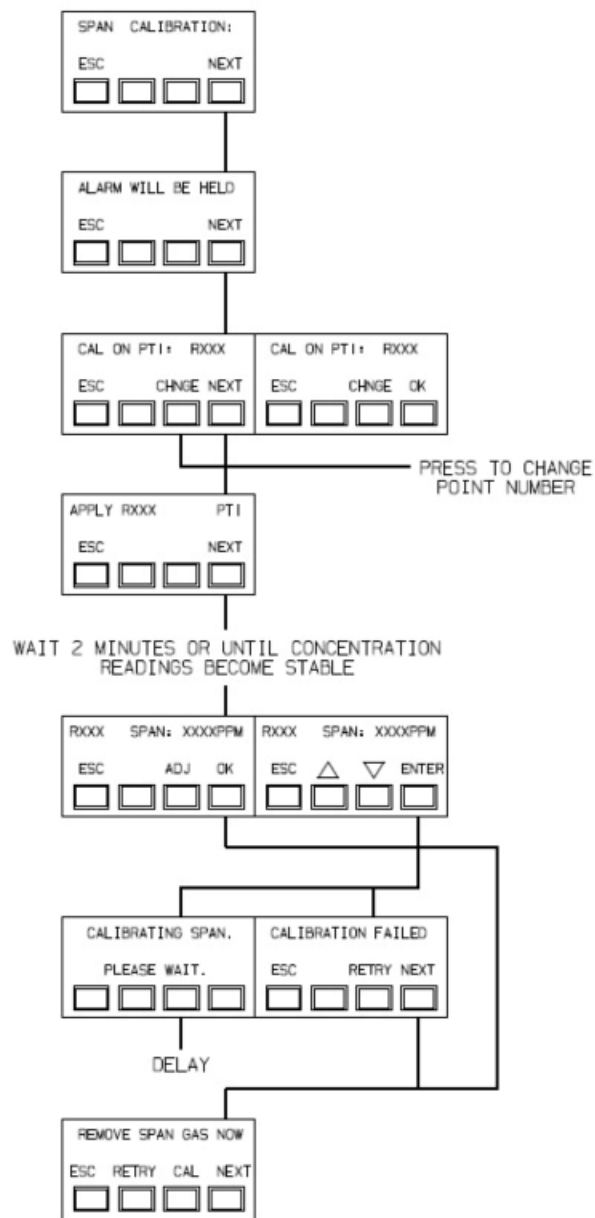 SPAN CALIBRATION:
ESC NEXT
ALARM WILL BE HELD
ESC NEXT
CAL ON PTI: RXXX
ESC CHNGE NEXT
CAL ON PTI: RXXX
ESC CHNGE OK
PRESS TO CHANGE
POINT NUMBER
APPLY RXXX PTI
ESC NEXT
WAIT 2 MINUTES OR UNTIL CONCENTRATION
READINGS BECOME STABLE
RXXX SPAN: XXXXPPM
ESC ADJ OK
RXXX SPAN: XXXXPPM
ESC △ ▽ ENTER
CALIBRATING SPAN.
PLEASE WAIT.
CALIBRATION FAILED
ESC RETRY NEXT
DELAY
REMOVE SPAN GAS NOW
ESC RETRY CAL NEXT